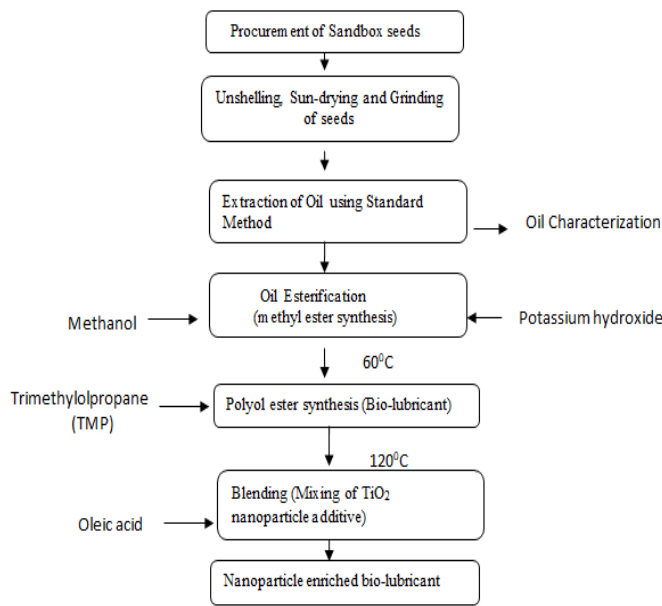 Procurement of Sandbox seeds
Unshelling, Sun-drying and Grinding
of seeds
Extraction of Oil using Standard
Method
Oil Characterization
Oil Esterification
(methyl ester synthesis)
Methanol
Potassium hydroxide
60⁰C
Trimethylolpropane
(TMP)
Polyol ester synthesis (Bio-lubricant)
120⁰C
Blending (Mixing of TiO₂
nanoparticle additive)
Oleic acid
Nanoparticle enriched bio-lubricant